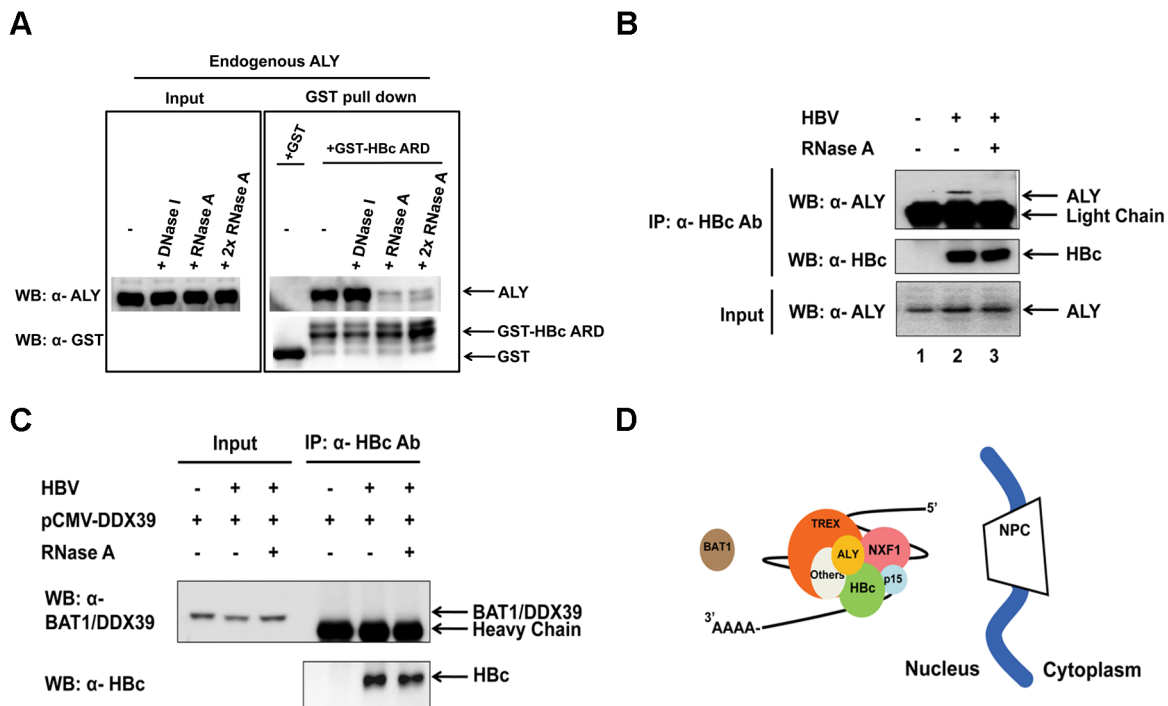 A
Endogenous ALY
Input GST pull down
+GST
+GST-HBc ARD
- + DNase I + RNase A + 2x RNase A - - + DNase I + RNase A + 2x RNase A
WB: α- ALY
ALY
WB: α- GST
GST-HBc ARD
GST
B
HBV - + +
RNase A - - +
IP: α- HBc Ab
WB: α- ALY
ALY
Light Chain
WB: α- HBc
HBc
Input
WB: α- ALY
ALY
1 2 3
C
Input IP: α- HBc Ab
HBV - + + - + +
pCMV-DDX39 + + + + + +
RNase A - - + - - +
WB: α-
BAT1/DDX39
BAT1/DDX39
Heavy Chain
WB: α- HBc
HBc
D
5'
TREX
NPC
BAT1
ALY
NXF1
Others
p15
HBc
3'
AAAA-
Nucleus Cytoplasm